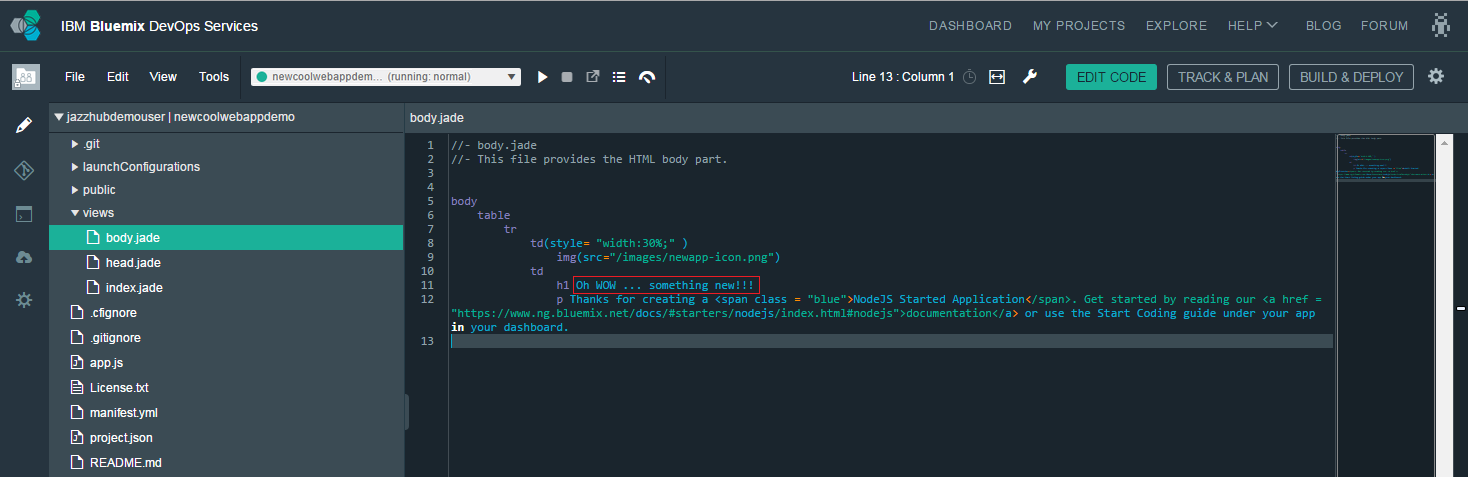 IBM Bluemix DevOps Services
DASHBOARD MY PROJECTS EXPLORE HELP BLOG FORUM
File Edit View Tools newcoolwebappdem... (running: normal) Line 13 : Column 1 EDIT CODE TRACK & PLAN BUILD & DEPLOY
jazzhubdemouser | newcoolwebappdemo
.git
launchConfigurations
public
views
body.jade
head.jade
index.jade
.cfignore
.gitignore
app.js
License.txt
manifest.yml
project.json
README.md
body.jade
1 //- body.jade
2 //- This file provides the HTML body part.
3
4
5 body
6 table
7 tr
8 td(style= "width:30%;" )
9 img(src="/images/newapp-icon.png")
10 td
11 h1 Oh WOW ... something new!!!
12 p Thanks for creating a <span class = "blue">NodeJS Started Application</span>. Get started by reading our <a href =
"https://www.ng.bluemix.net/docs/#starters/nodejs/index.html#nodejs">documentation</a> or use the Start Coding guide under your app
in your dashboard.
13